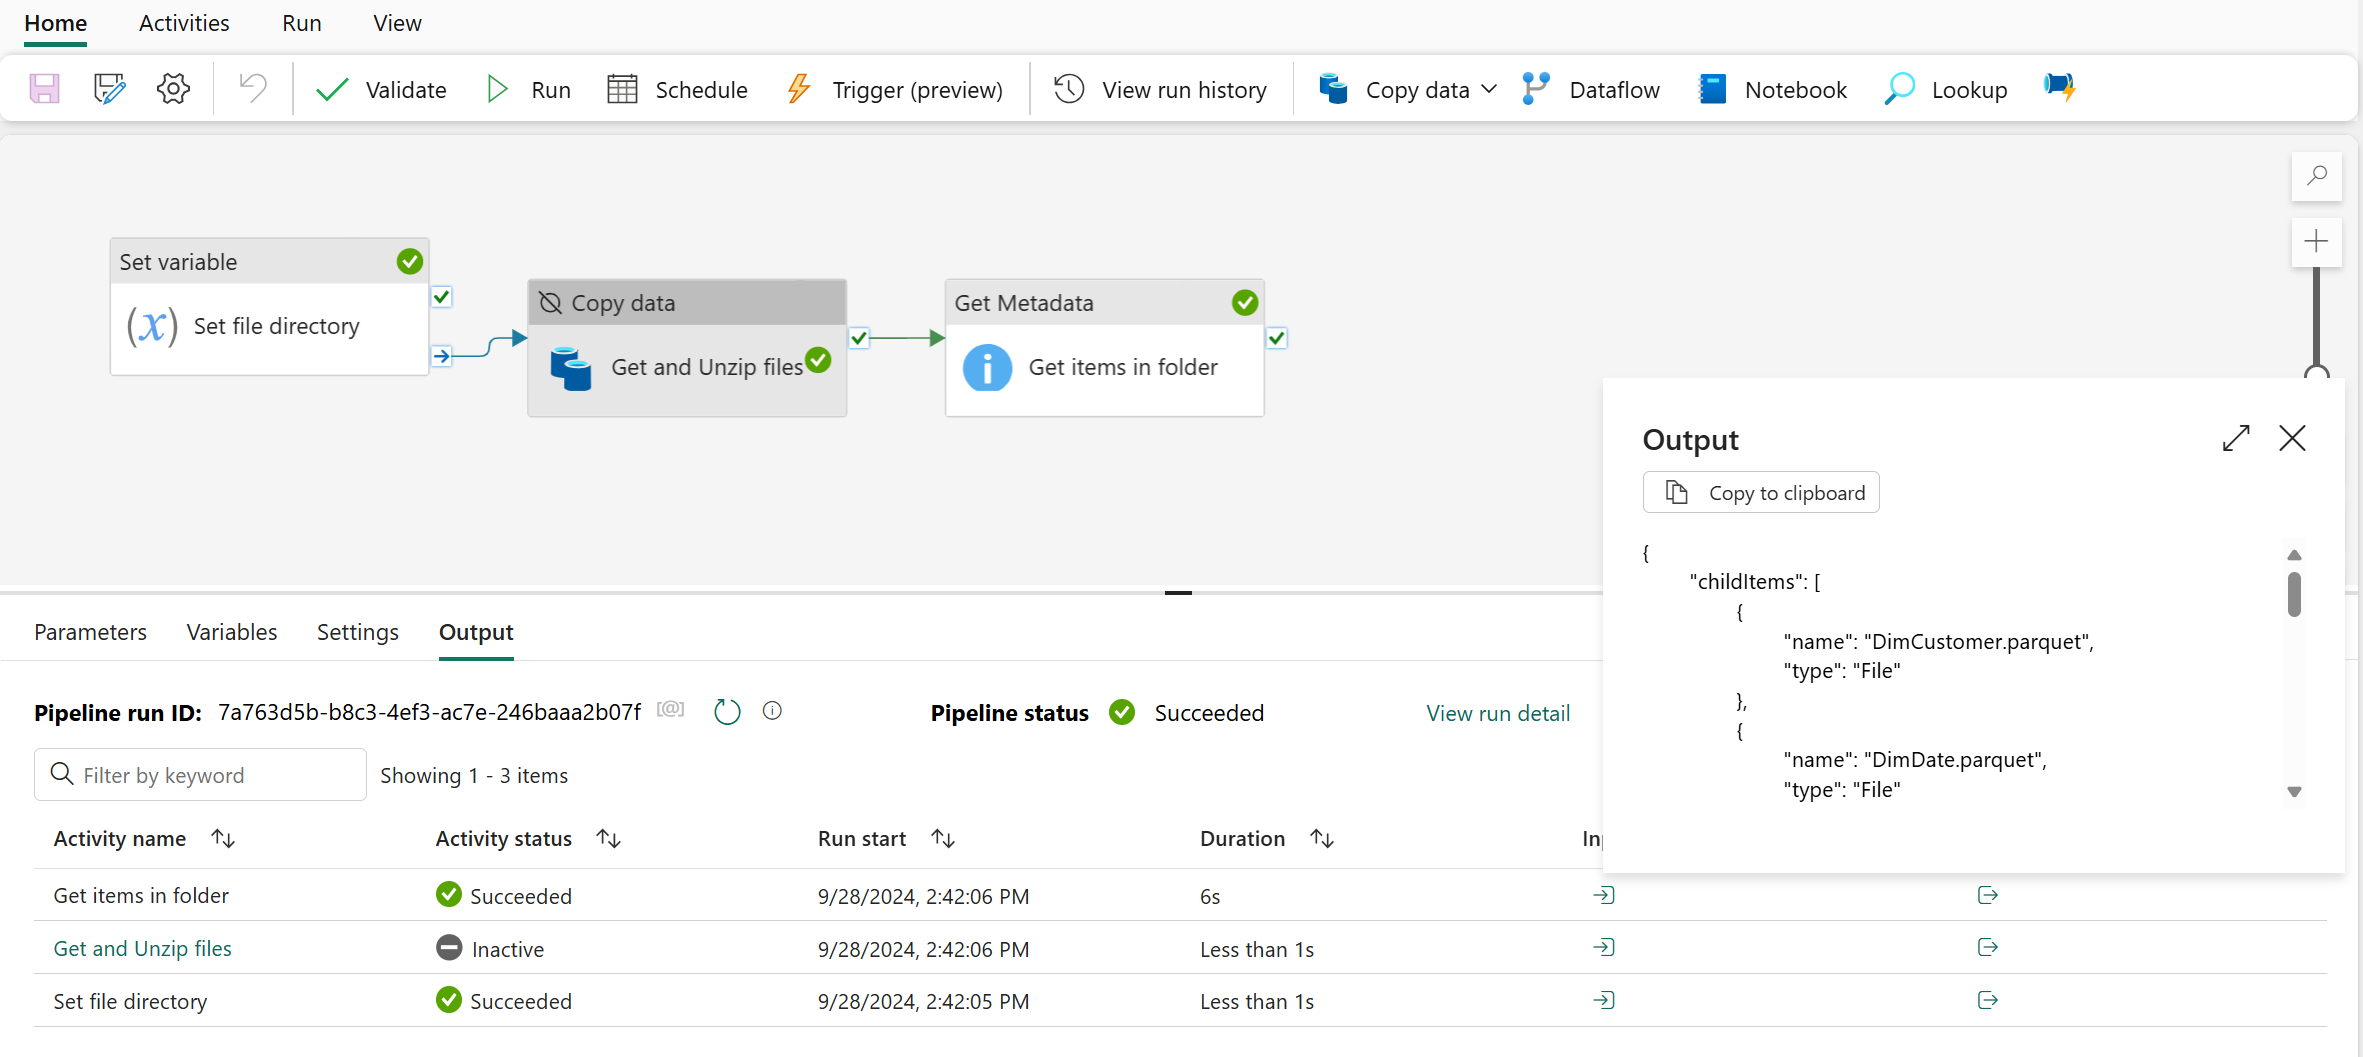 Home Activities Run View
Validate Run Schedule Trigger (preview) View run history Copy data Dataflow Notebook Lookup
Set variable
(x) Set file directory
Copy data
Get and Unzip files
Get Metadata
Get items in folder
Output
Copy to clipboard
{
"childItems": [
{
"name": "DimCustomer.parquet",
"type": "File"
},
{
"name": "DimDate.parquet",
"type": "File"
Parameters Variables Settings Output
Pipeline run ID: 7a763d5b-b8c3-4ef3-ac7e-246baaa2b07f [@] Pipeline status Succeeded View run detail
Filter by keyword Showing 1 - 3 items
Activity name Activity status Run start Duration
Get items in folder Succeeded 9/28/2024, 2:42:06 PM 6s
Get and Unzip files Inactive 9/28/2024, 2:42:06 PM Less than 1s
Set file directory Succeeded 9/28/2024, 2:42:05 PM Less than 1s